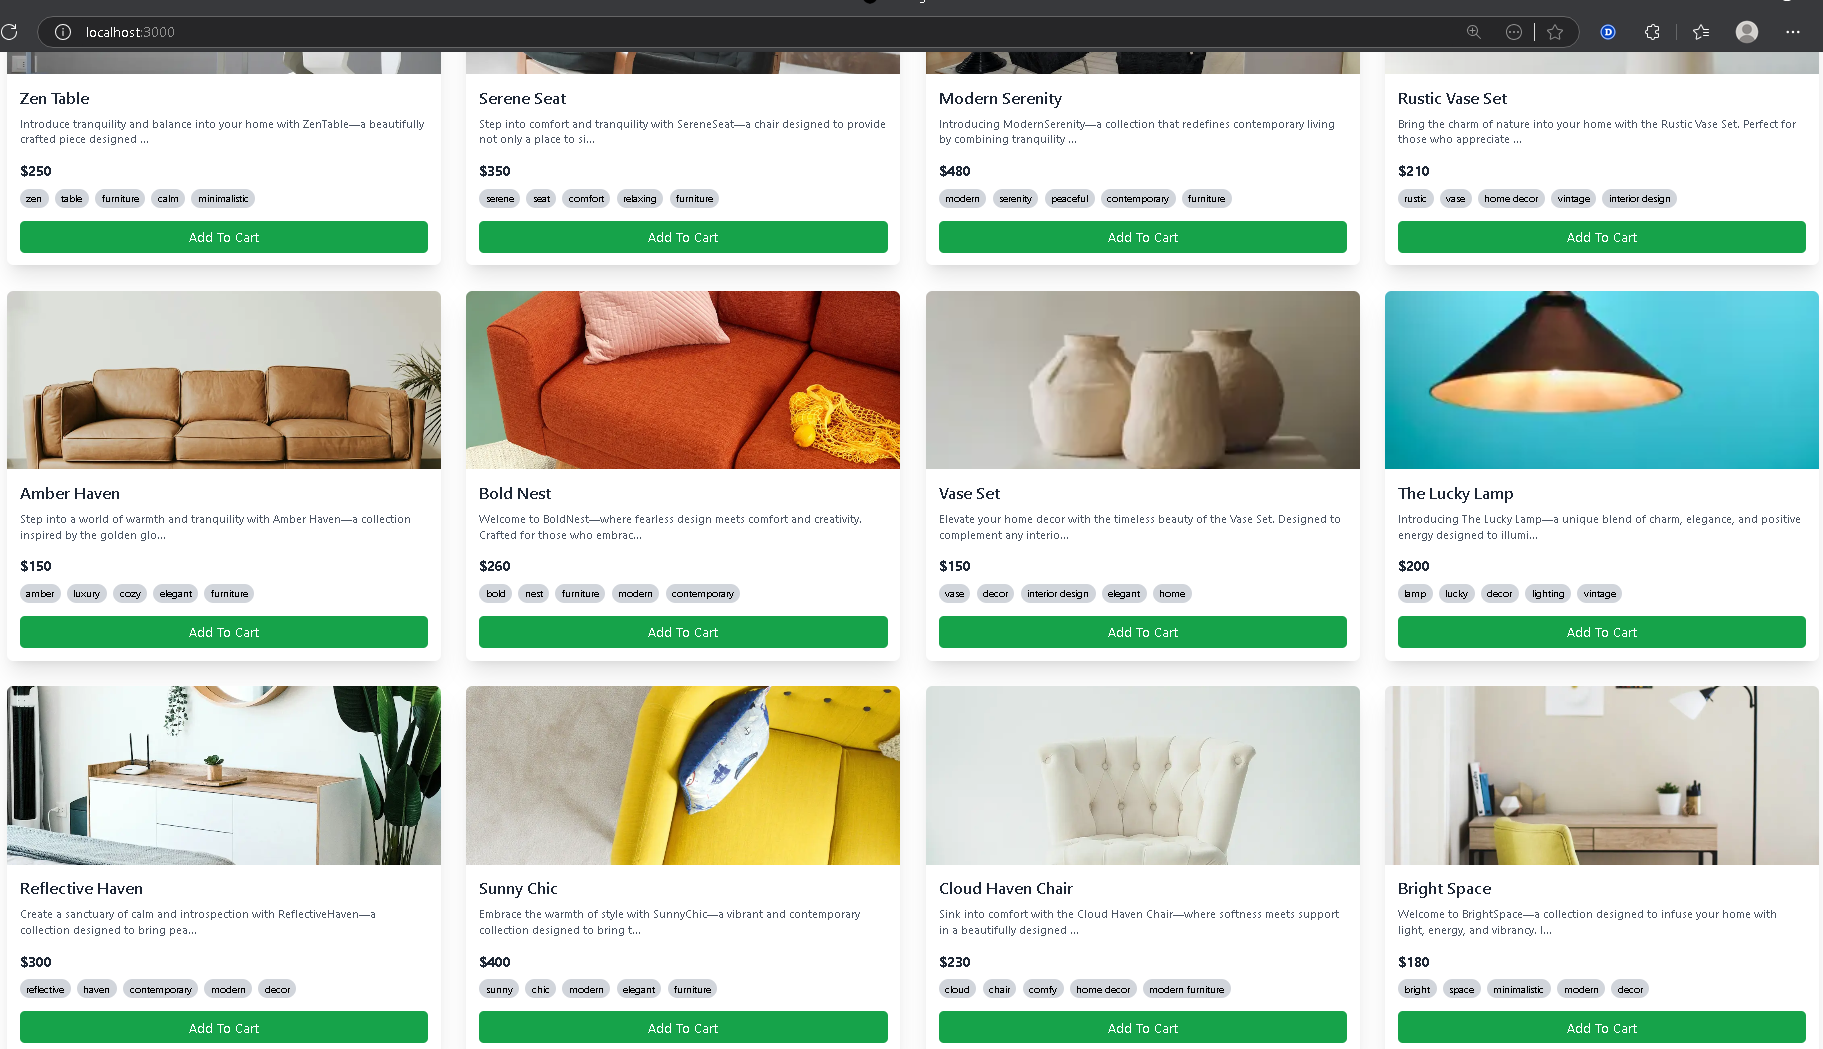 localhost:3000
Zen Table
Introduce tranquility and balance into your home with ZenTable—a beautifully
crafted piece designed ...
$250
zen table furniture calm minimalistic
Add To Cart
Serene Seat
Step into comfort and tranquility with SereneSeat—a chair designed to provide
not only a place to si...
$350
serene seat comfort relaxing furniture
Add To Cart
Modern Serenity
Introducing ModernSerenity—a collection that redefines contemporary living
by combining tranquility ...
$480
modern serenity peaceful contemporary furniture
Add To Cart
Rustic Vase Set
Bring the charm of nature into your home with the Rustic Vase Set. Perfect for
those who appreciate ...
$210
rustic vase home decor vintage interior design
Add To Cart
Amber Haven
Step into a world of warmth and tranquility with Amber Haven—a collection
inspired by the golden glo...
$150
amber luxury cozy elegant furniture
Add To Cart
Bold Nest
Welcome to BoldNest—where fearless design meets comfort and creativity.
Crafted for those who embrac...
$260
bold nest furniture modern contemporary
Add To Cart
Vase Set
Elevate your home decor with the timeless beauty of the Vase Set. Designed to
complement any interio...
$150
vase decor interior design elegant home
Add To Cart
The Lucky Lamp
Introducing The Lucky Lamp—a unique blend of charm, elegance, and positive
energy designed to illumi...
$200
lamp lucky decor lighting vintage
Add To Cart
Reflective Haven
Create a sanctuary of calm and introspection with ReflectiveHaven—a
collection designed to bring pea...
$300
reflective haven contemporary modern decor
Add To Cart
Sunny Chic
Embrace the warmth of style with SunnyChic—a vibrant and contemporary
collection designed to bring t...
$400
sunny chic modern elegant furniture
Add To Cart
Cloud Haven Chair
Sink into comfort with the Cloud Haven Chair—where softness meets support
in a beautifully designed ...
$230
cloud chair comfy home decor modern furniture
Add To Cart
Bright Space
Welcome to BrightSpace—a collection designed to infuse your home with
light, energy, and vibrancy. I...
$180
bright space minimalistic modern decor
Add To Cart